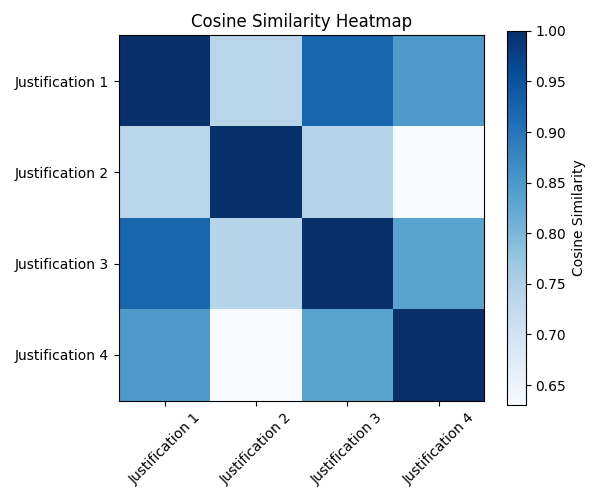 Cosine Similarity Heatmap
Justification 1
Justification 2
Justification 3
Justification 4
Justification 1
Justification 2
Justification 3
Justification 4
1.00
0.95
0.90
0.85
0.80
0.75
0.70
0.65
Cosine Similarity